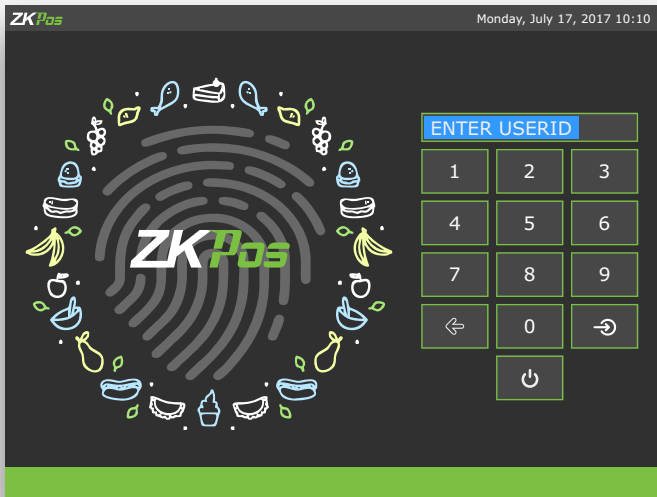 ZKPos
Monday, July 17, 2017 10:10
ENTER USERID
1 2 3
4 5 6
ZKPos
7 8 9
0